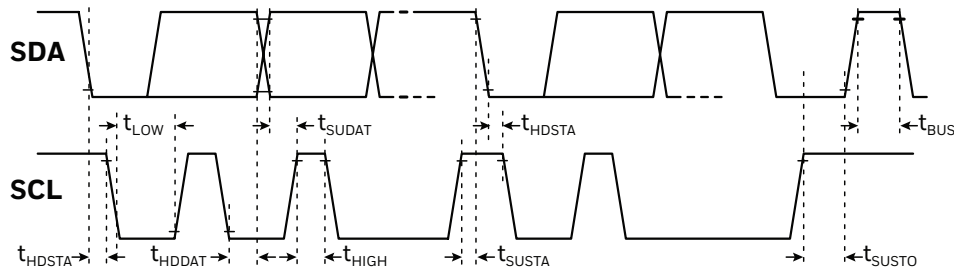 SDA
tLOW tSUDAT tHDSTA tBUS
SCL
tHDSTA tHDDAT tHIGH tSUSTA tSUSTO